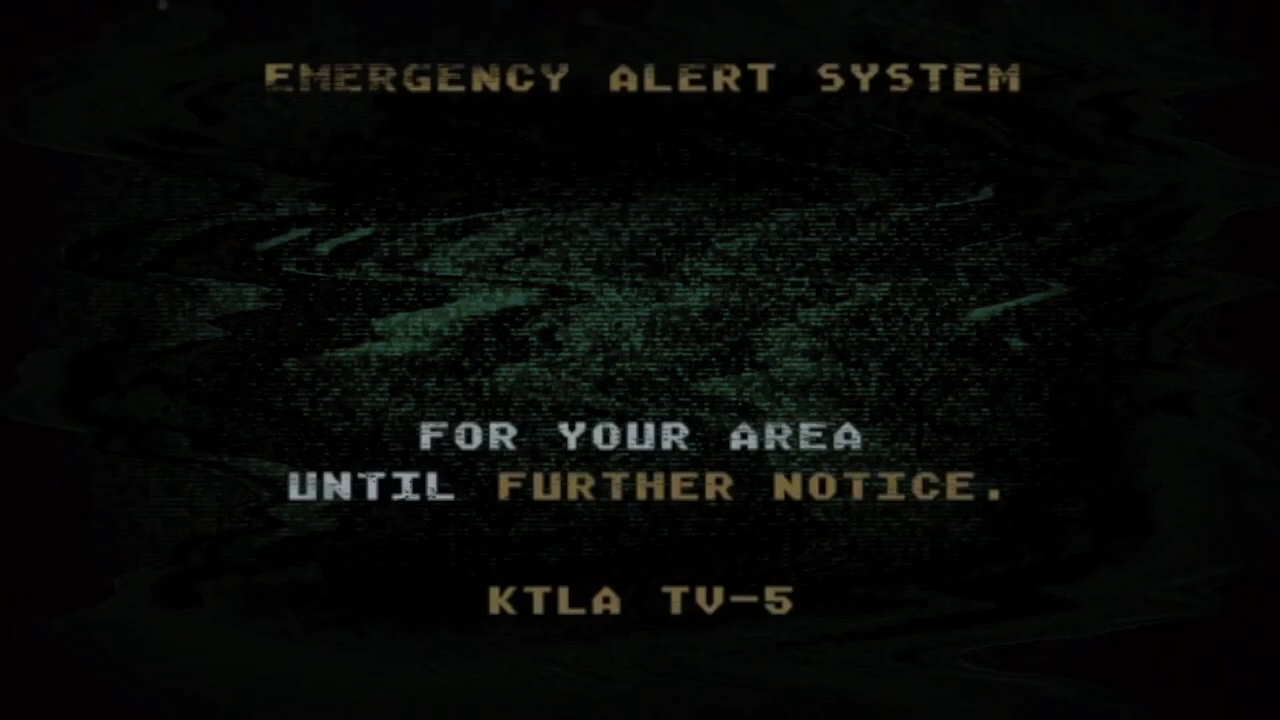 EMERGENCY ALERT SYSTEM
FOR YOUR AREA
UNTIL FURTHER NOTICE.
KTLA TV-5